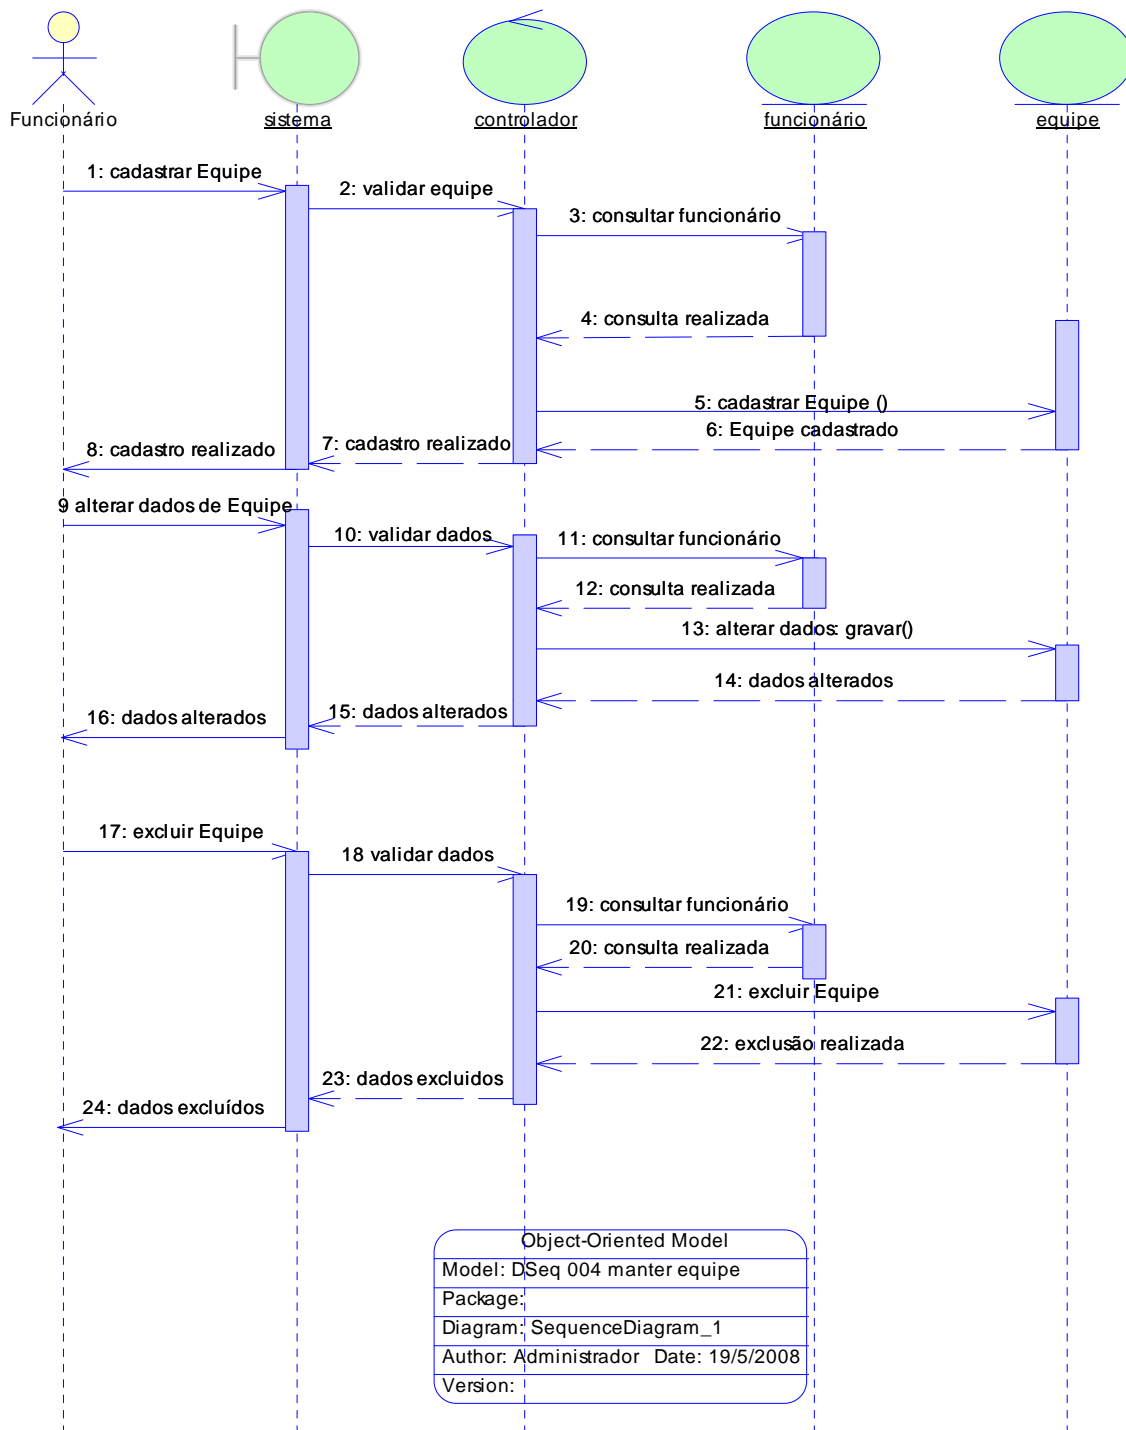 Funcionário
sistema
controlador
funcionário
equipe
1: cadastrar Equipe
2: validar equipe
3: consultar funcionário
4: consulta realizada
5: cadastrar Equipe ()
6: Equipe cadastrado
7: cadastro realizado
8: cadastro realizado
9 alterar dados de Equipe
10: validar dados
11: consultar funcionário
12: consulta realizada
13: alterar dados: gravar()
14: dados alterados
15: dados alterados
16: dados alterados
17: excluir Equipe
18 validar dados
19: consultar funcionário
20: consulta realizada
21: excluir Equipe
22: exclusão realizada
23: dados excluidos
24: dados excluídos
Object-Oriented Model
Model: DSeq 004 manter equipe
Package:
Diagram: SequenceDiagram_1
Author: Administrador Date: 19/5/2008
Version: